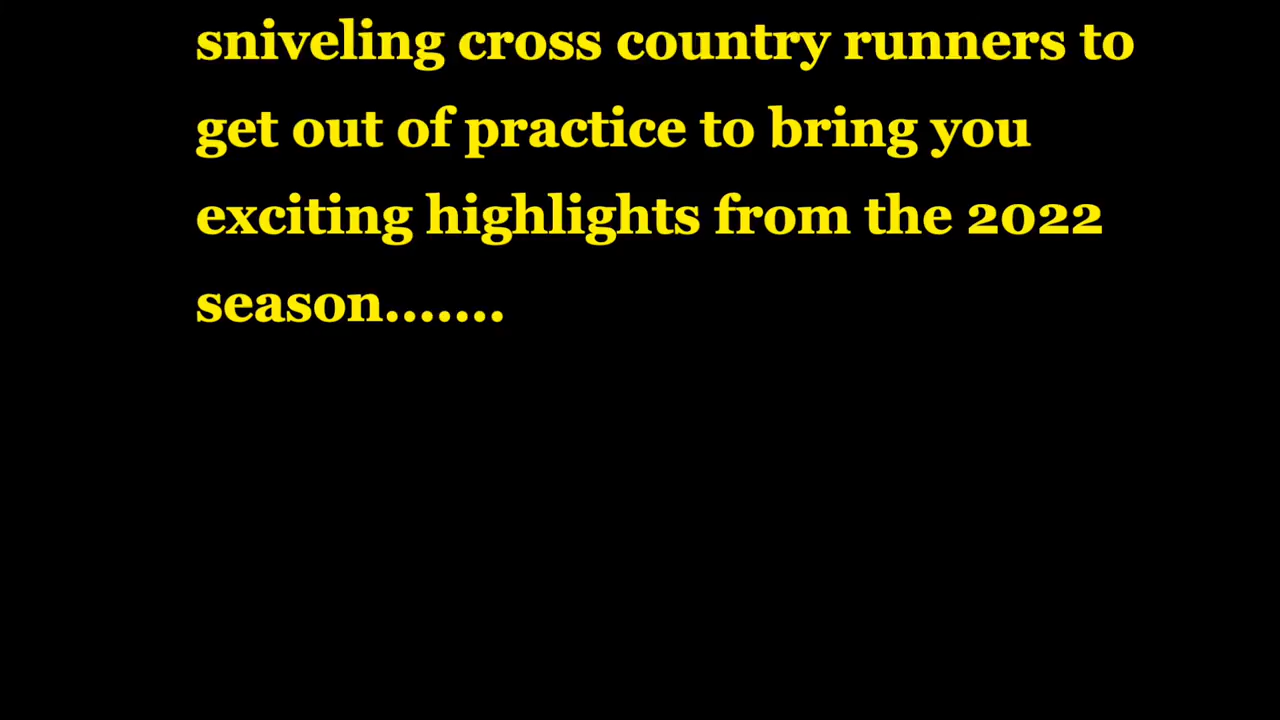 sniveling cross country runners to
get out of practice to bring you
exciting highlights from the 2022
season.......